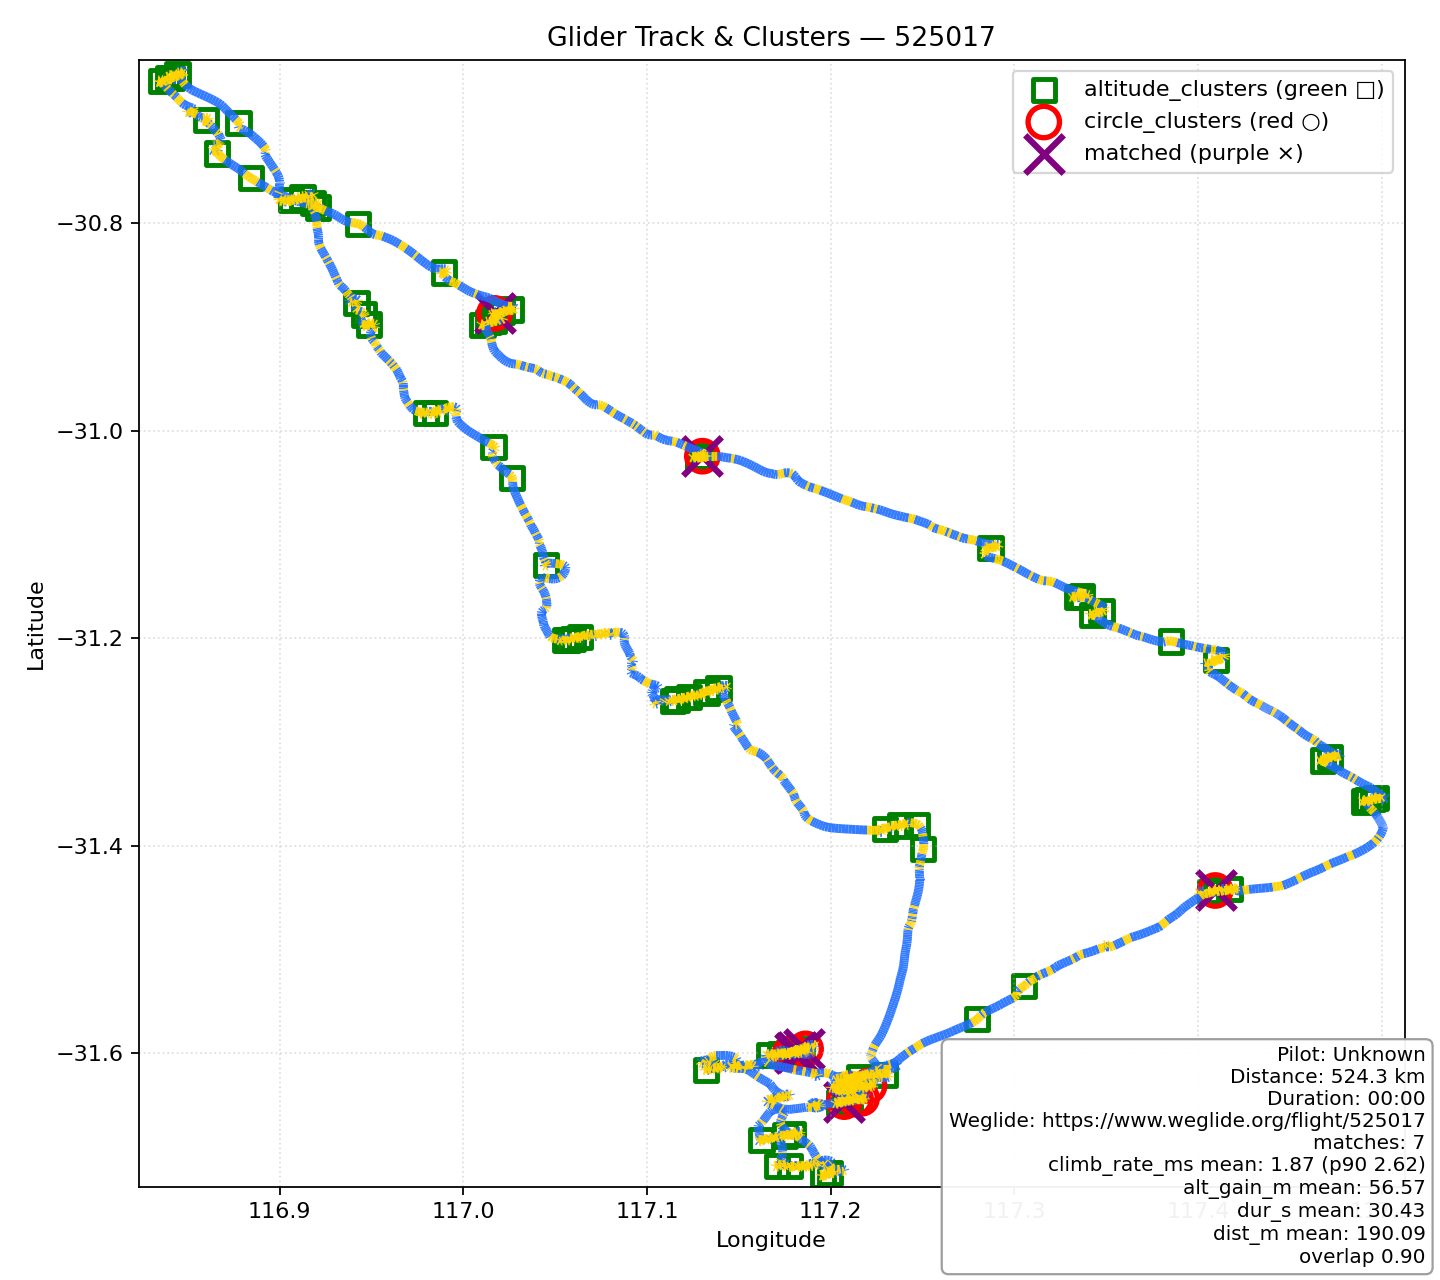 Glider Track & Clusters — 525017
altitude_clusters (green □)
circle_clusters (red ○)
matched (purple ×)
Latitude
−30.8
−31.0
−31.2
−31.4
−31.6
116.9
117.0
117.1
117.2
117.3
117.4
Longitude
Pilot: Unknown
Distance: 524.3 km
Duration: 00:00
Weglide: https://www.weglide.org/flight/525017
matches: 7
climb_rate_ms mean: 1.87 (p90 2.62)
alt_gain_m mean: 56.57
dur_s mean: 30.43
dist_m mean: 190.09
overlap 0.90